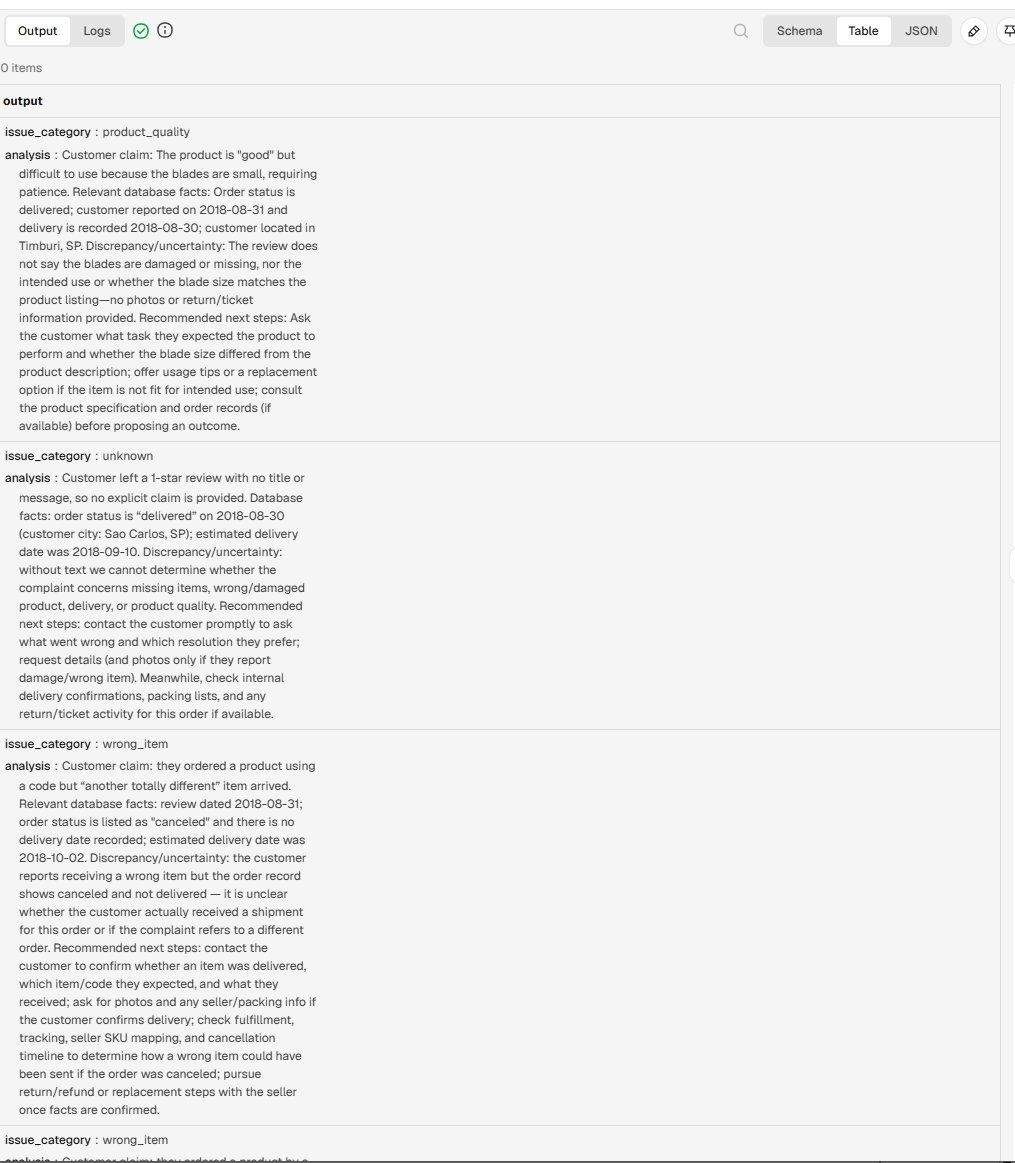 Output Logs Schema Table JSON
0 items
output
issue_category : product_quality
analysis : Customer claim: The product is "good" but
difficult to use because the blades are small, requiring
patience. Relevant database facts: Order status is
delivered; customer reported on 2018-08-31 and
delivery is recorded 2018-08-30; customer located in
Timburi, SP. Discrepancy/uncertainty: The review does
not say the blades are damaged or missing, nor the
intended use or whether the blade size matches the
product listing—no photos or return/ticket
information provided. Recommended next steps: Ask
the customer what task they expected the product to
perform and whether the blade size differed from the
product description; offer usage tips or a replacement
option if the item is not fit for intended use; consult
the product specification and order records (if
available) before proposing an outcome.
issue_category : unknown
analysis : Customer left a 1-star review with no title or
message, so no explicit claim is provided. Database
facts: order status is “delivered” on 2018-08-30
(customer city: Sao Carlos, SP); estimated delivery
date was 2018-09-10. Discrepancy/uncertainty:
without text we cannot determine whether the
complaint concerns missing items, wrong/damaged
product, delivery, or product quality. Recommended
next steps: contact the customer promptly to ask
what went wrong and which resolution they prefer;
request details (and photos only if they report
damage/wrong item). Meanwhile, check internal
delivery confirmations, packing lists, and any
return/ticket activity for this order if available.
issue_category : wrong_item
analysis : Customer claim: they ordered a product using
a code but “another totally different” item arrived.
Relevant database facts: review dated 2018-08-31;
order status is listed as "canceled" and there is no
delivery date recorded; estimated delivery date was
2018-10-02. Discrepancy/uncertainty: the customer
reports receiving a wrong item but the order record
shows canceled and not delivered — it is unclear
whether the customer actually received a shipment
for this order or if the complaint refers to a different
order. Recommended next steps: contact the
customer to confirm whether an item was delivered,
which item/code they expected, and what they
received; ask for photos and any seller/packing info if
the customer confirms delivery; check fulfillment,
tracking, seller SKU mapping, and cancellation
timeline to determine how a wrong item could have
been sent if the order was canceled; pursue
return/refund or replacement steps with the seller
once facts are confirmed.
issue_category : wrong_item
analysis : Customer claim: they ordered a product by a